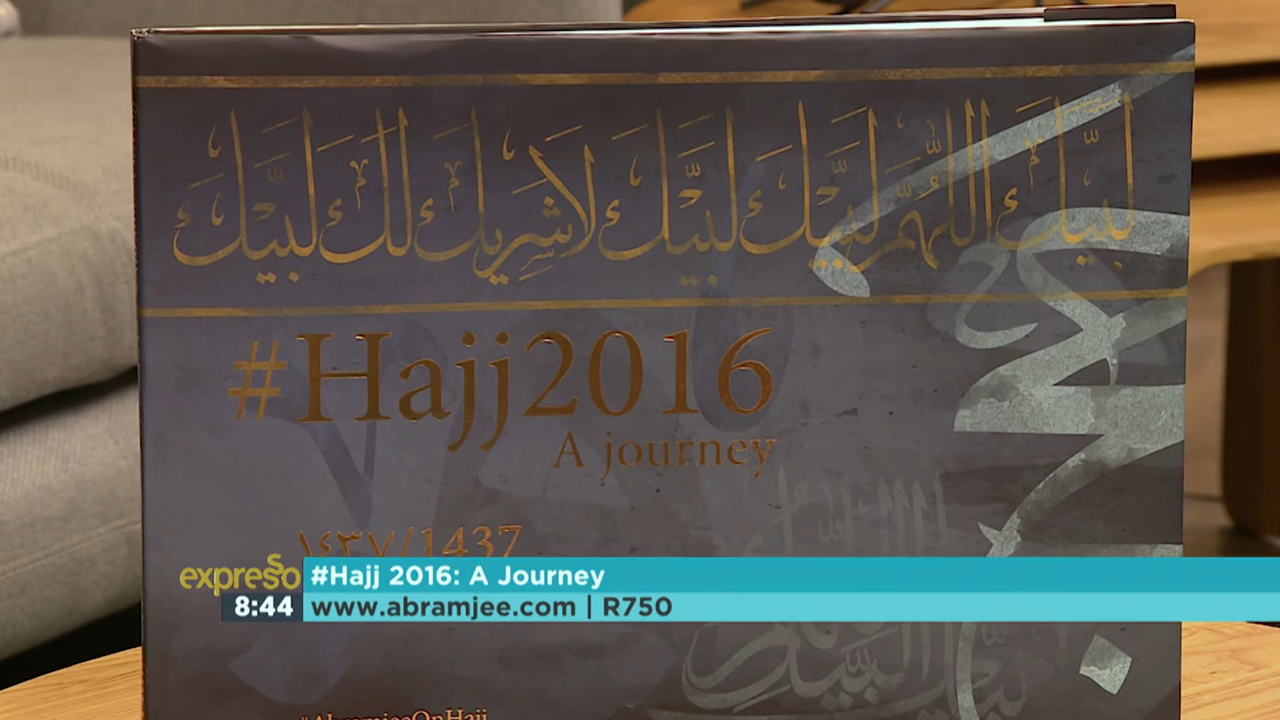 لبيك اللهم لبيك لبيك لا شريك لك لبيك
#Hajj2016
A journey
١٤٣٧/1437
expresso
#Hajj 2016: A Journey
8:44
www.abramjee.com | R750
#AbramjeeOnHajj